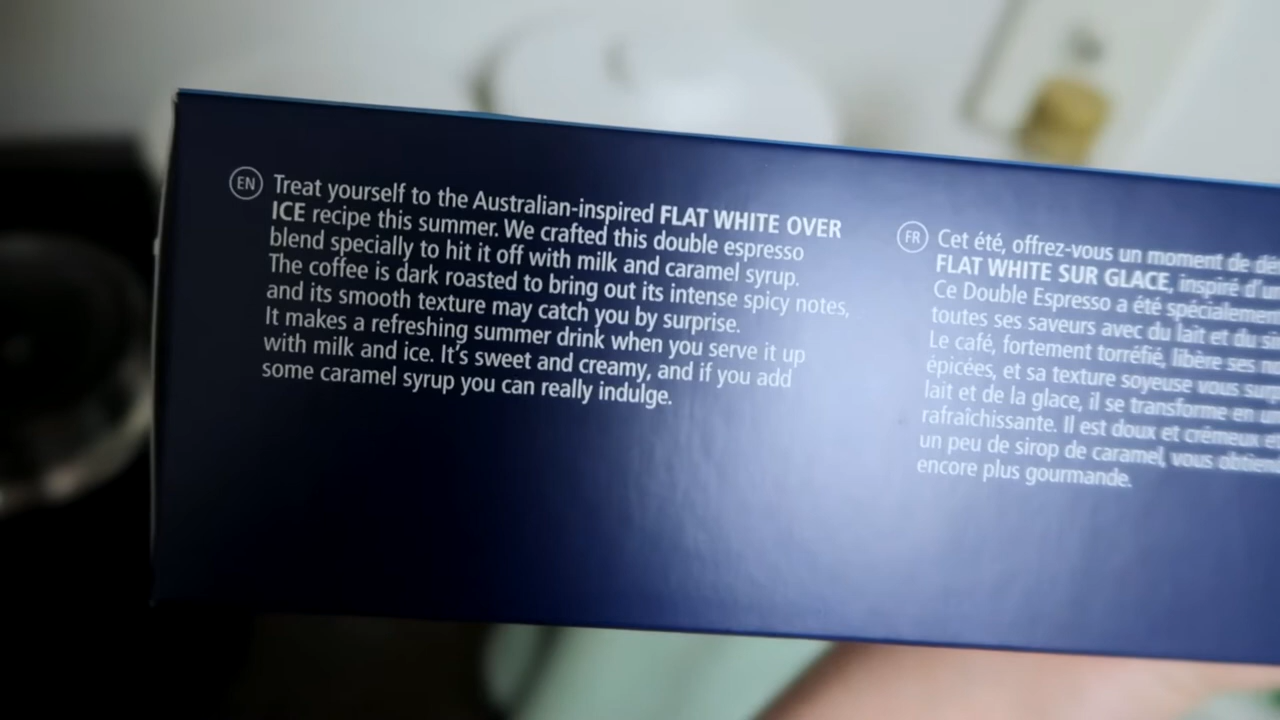 EN
Treat yourself to the Australian-inspired FLAT WHITE OVER
ICE recipe this summer. We crafted this double espresso
blend specially to hit it off with milk and caramel syrup.
The coffee is dark roasted to bring out its intense spicy notes,
and its smooth texture may catch you by surprise.
It makes a refreshing summer drink when you serve it up
with milk and ice. It's sweet and creamy, and if you add
some caramel syrup you can really indulge.
FR
Cet été, offrez-vous un moment de
FLAT WHITE SUR GLACE, inspiré
Ce Double Espresso a été spécialement
toutes ses saveurs avec du lait et du
Le café, fortement torréfié, libère ses
épicées, et sa texture soyeuse vous
lait et de la glace, il se transforme en
rafraîchissante. Il est doux et crémeux
un peu de sirop de caramel, vous
encore plus gourmande.